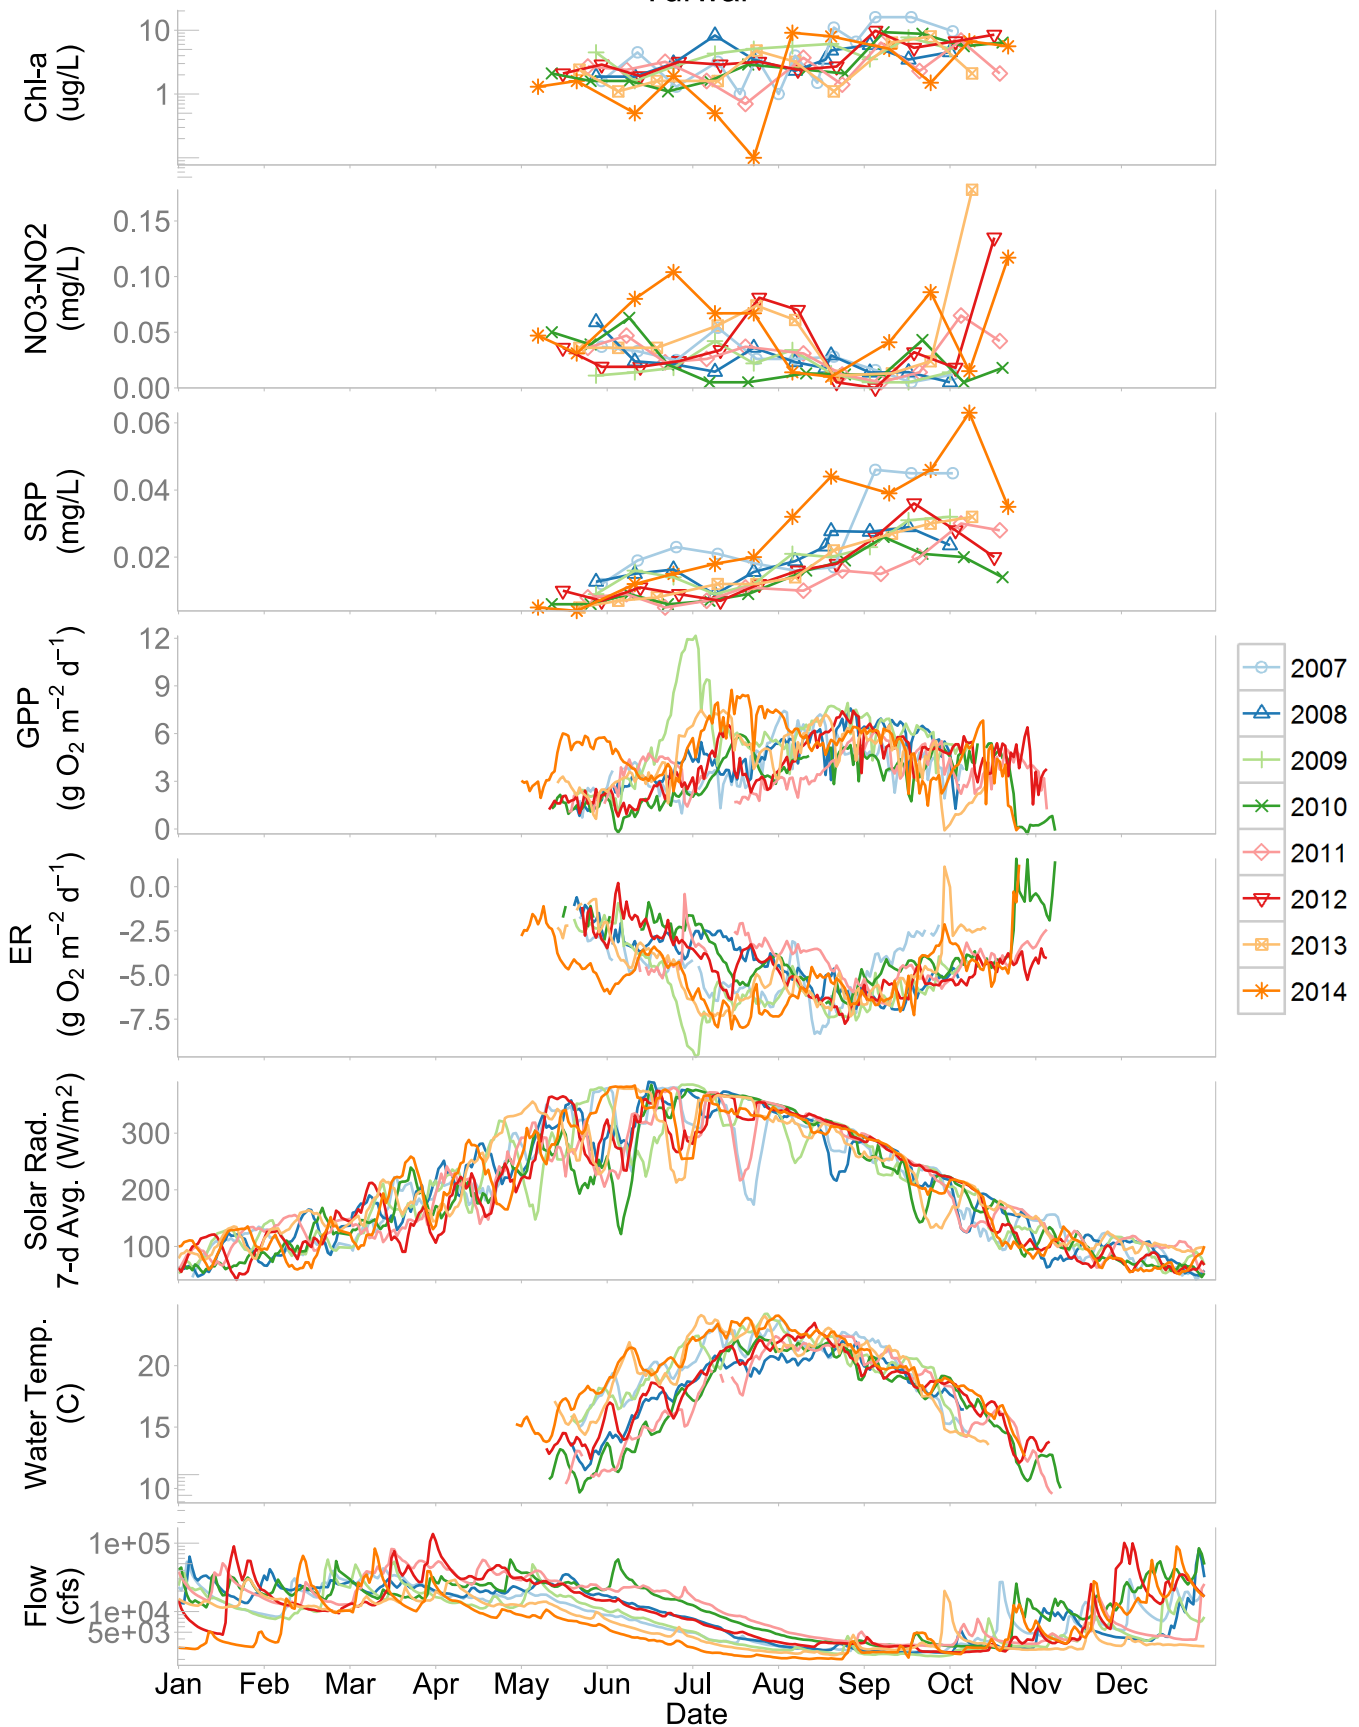 Chl-a
(ug/L)
10
1
NO3-NO2
(mg/L)
0.15
0.10
0.05
0.00
SRP
(mg/L)
0.06
0.04
0.02
GPP
(g O₂ m⁻² d⁻¹)
12
9
6
3
0
ER
(g O₂ m⁻² d⁻¹)
0.0
-2.5
-5.0
-7.5
Solar Rad.
7-d Avg. (W/m²)
300
200
100
Water Temp.
(C)
20
15
10
Flow
(cfs)
1e+05
1e+04
5e+03
Jan Feb Mar Apr May Jun Jul Aug Sep Oct Nov Dec
Date
2007
2008
2009
2010
2011
2012
2013
2014